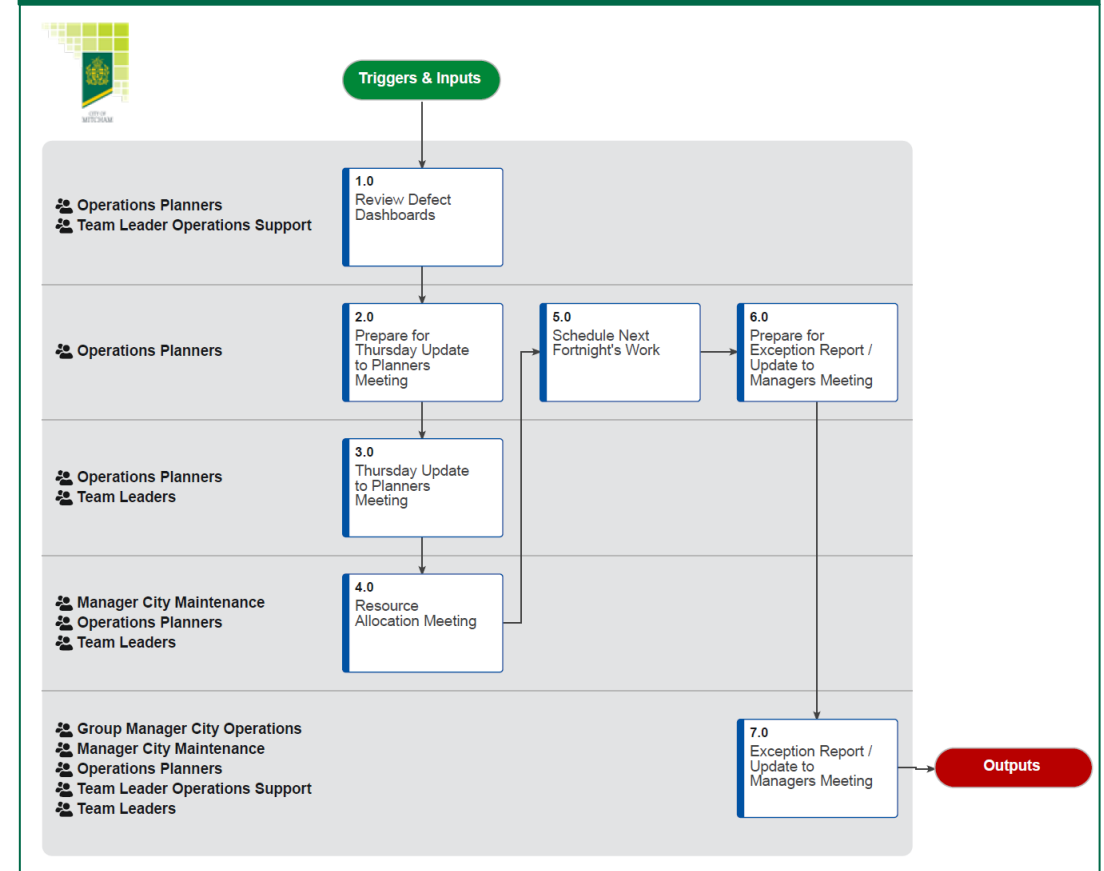 CITY OF
MITCHAM
Triggers & Inputs
Operations Planners
Team Leader Operations Support
1.0
Review Defect
Dashboards
Operations Planners
2.0
Prepare for
Thursday Update
to Planners
Meeting
5.0
Schedule Next
Fortnight's Work
6.0
Prepare for
Exception Report /
Update to
Managers Meeting
Operations Planners
Team Leaders
3.0
Thursday Update
to Planners
Meeting
Manager City Maintenance
Operations Planners
Team Leaders
4.0
Resource
Allocation Meeting
Group Manager City Operations
Manager City Maintenance
Operations Planners
Team Leader Operations Support
Team Leaders
7.0
Exception Report /
Update to
Managers Meeting
Outputs